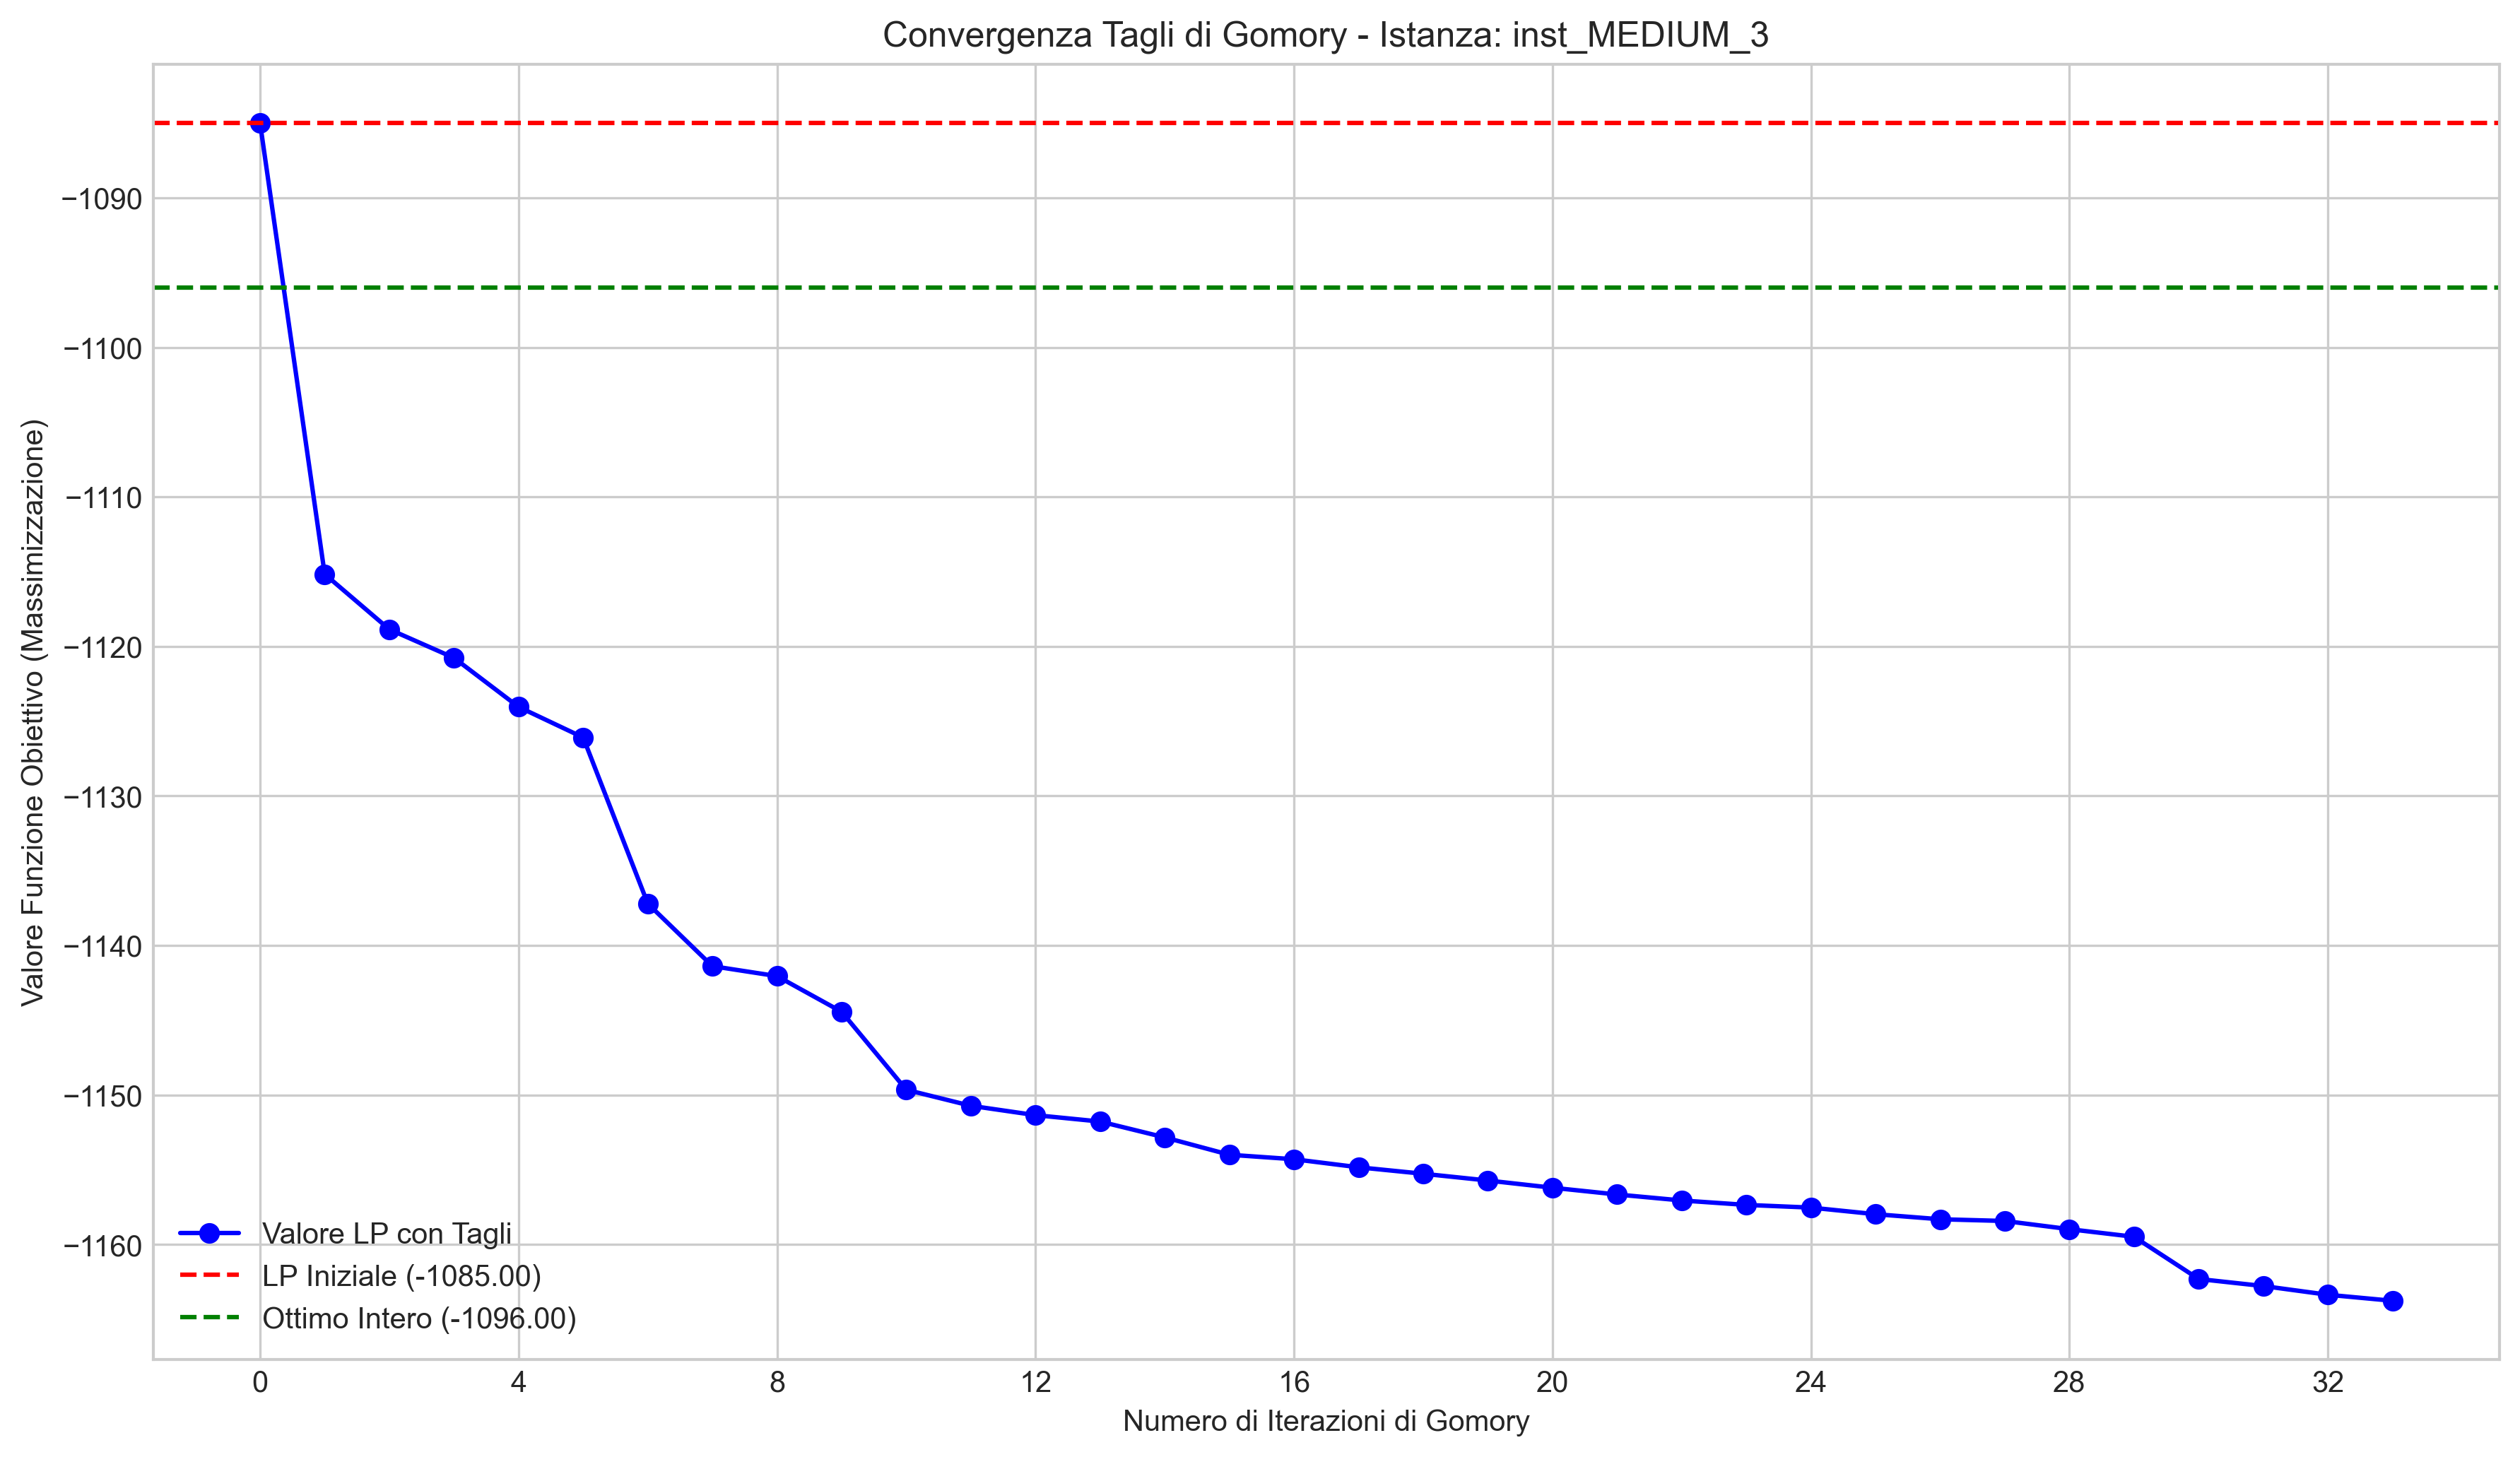 Convergenza Tagli di Gomory - Istanza: inst_MEDIUM_3
Valore Funzione Obiettivo (Massimizzazione)
−1090
−1100
−1110
−1120
−1130
−1140
−1150
−1160
Valore LP con Tagli
LP Iniziale (-1085.00)
Ottimo Intero (-1096.00)
0 4 8 12 16 20 24 28 32
Numero di Iterazioni di Gomory